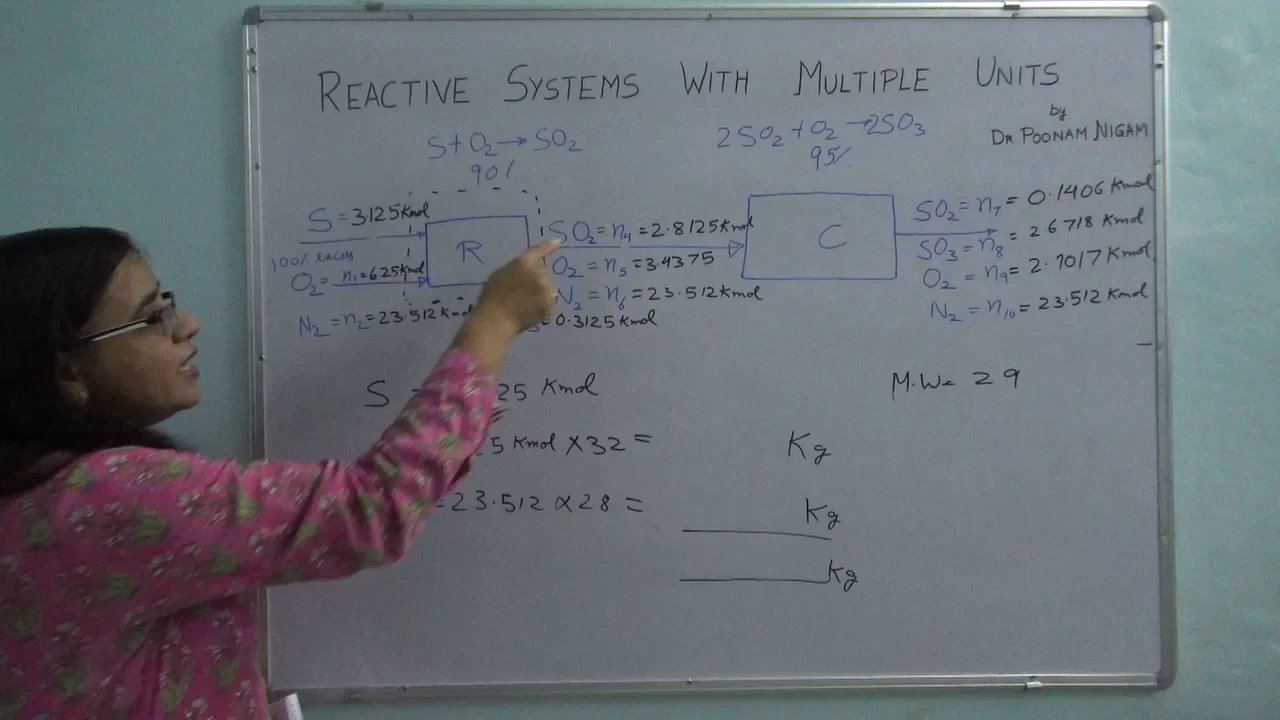 REACTIVE SYSTEMS WITH MULTIPLE UNITS
by
DR POONAM NIGAM
S + O2 → SO2
90%
2SO2 + O2 → 2SO3
95%
S = 3125 Kmol
100% excess
O2 = n1 = 6.25 Kmol
N2 = n2 = 23.512 Kmol
R
SO2 = n4 = 2.8125 Kmol
O2 = n5 = 3.4375
N2 = n6 = 23.512 Kmol
= 0.3125 Kmol
C
SO2 = n7 = 0.1406 Kmol
SO3 = n8 = 2.6718 Kmol
O2 = n9 = 2.1017 Kmol
N2 = n10 = 23.512 Kmol
S 25 Kmol
M.W = 29
5 Kmol × 32 = Kg
= 23.512 × 28 = Kg
Kg